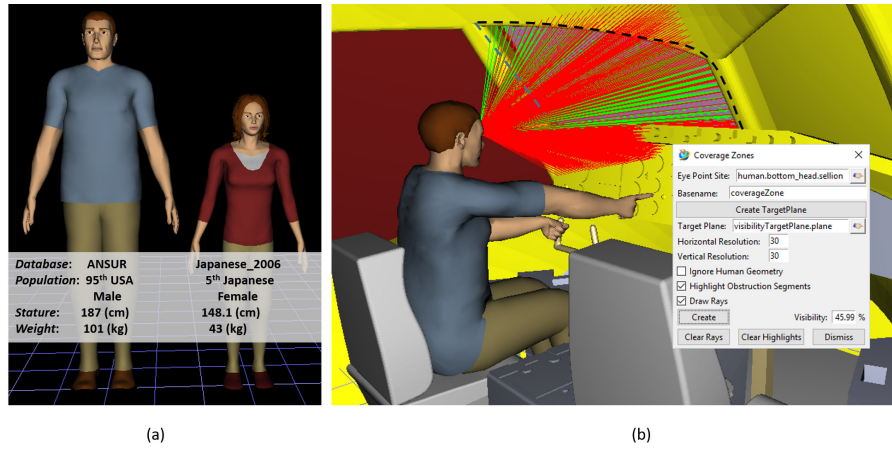 Database: ANSUR Japanese_2006
Population: 95th USA 5th Japanese
Male Female
Stature: 187 (cm) 148.1 (cm)
Weight: 101 (kg) 43 (kg)
(a)
Coverage Zones
Eye Point Site: human.bottom_head.sellion
Basename: coverageZone
Create TargetPlane
Target Plane: visibilityTargetPlane.plane
Horizontal Resolution: 30
Vertical Resolution: 30
Ignore Human Geometry
Highlight Obstruction Segments
Draw Rays
Create Visibility: 45.99 %
Clear Rays Clear Highlights Dismiss
(b)